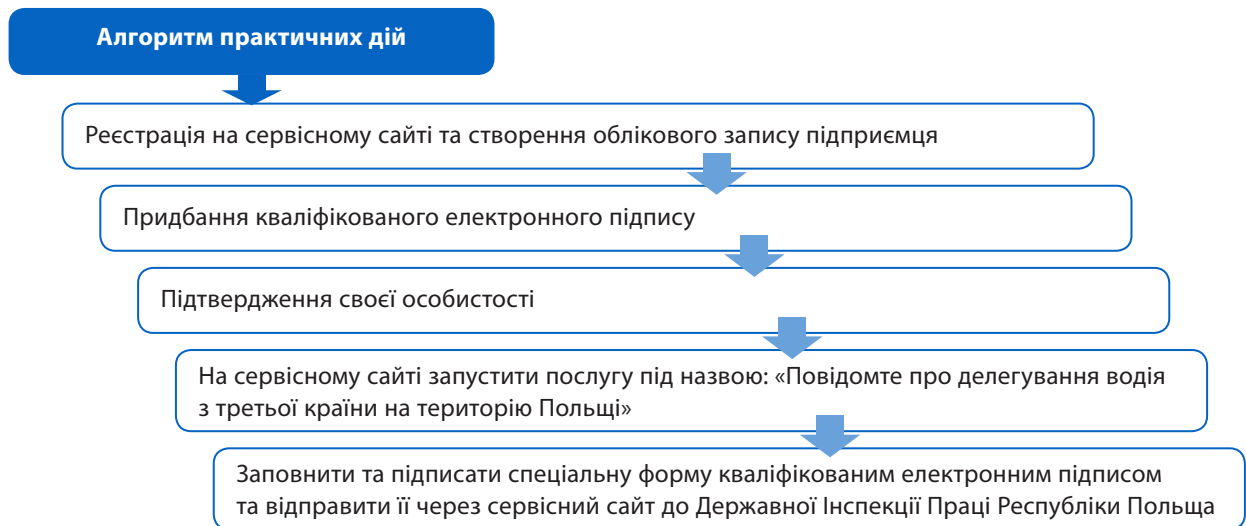 Алгоритм практичних дій
Реєстрація на сервісному сайті та створення облікового запису підприємця
Придбання кваліфікованого електронного підпису
Підтвердження своєї особистості
На сервісному сайті запустити послугу під назвою: «Повідомте про делегування водія
з третьої країни на територію Польщі»
Заповнити та підписати спеціальну форму кваліфікованим електронним підписом
та відправити її через сервісний сайт до Державної Інспекції Праці Республіки Польща